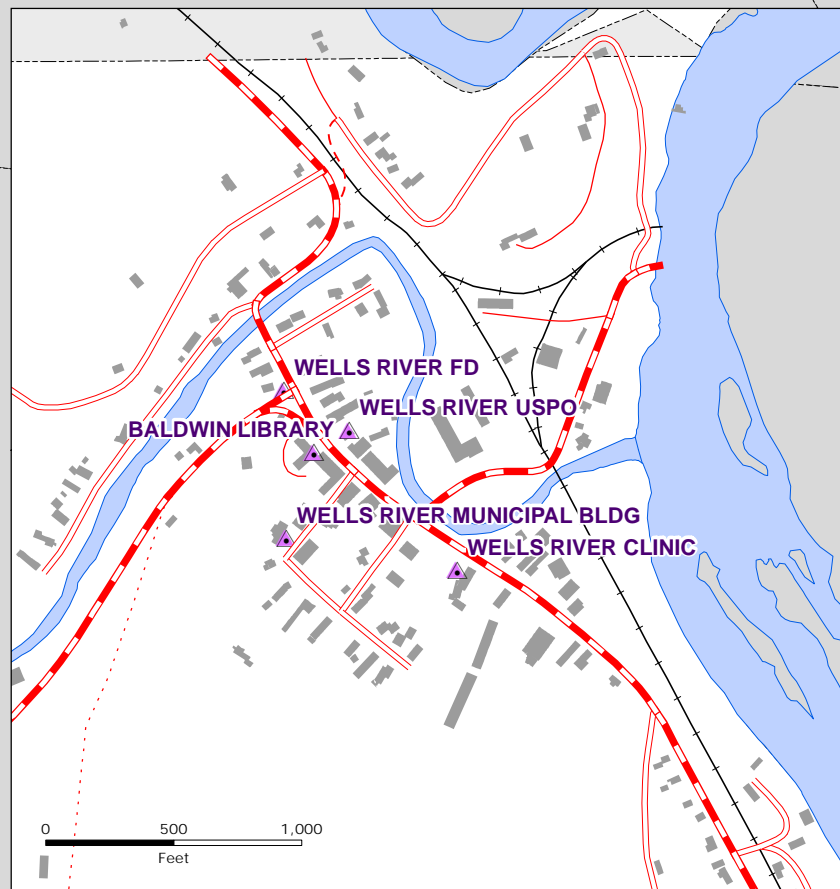 WELLS RIVER FD
WELLS RIVER USPO
BALDWIN LIBRARY
WELLS RIVER MUNICIPAL BLDG
WELLS RIVER CLINIC
0 500 1,000
Feet